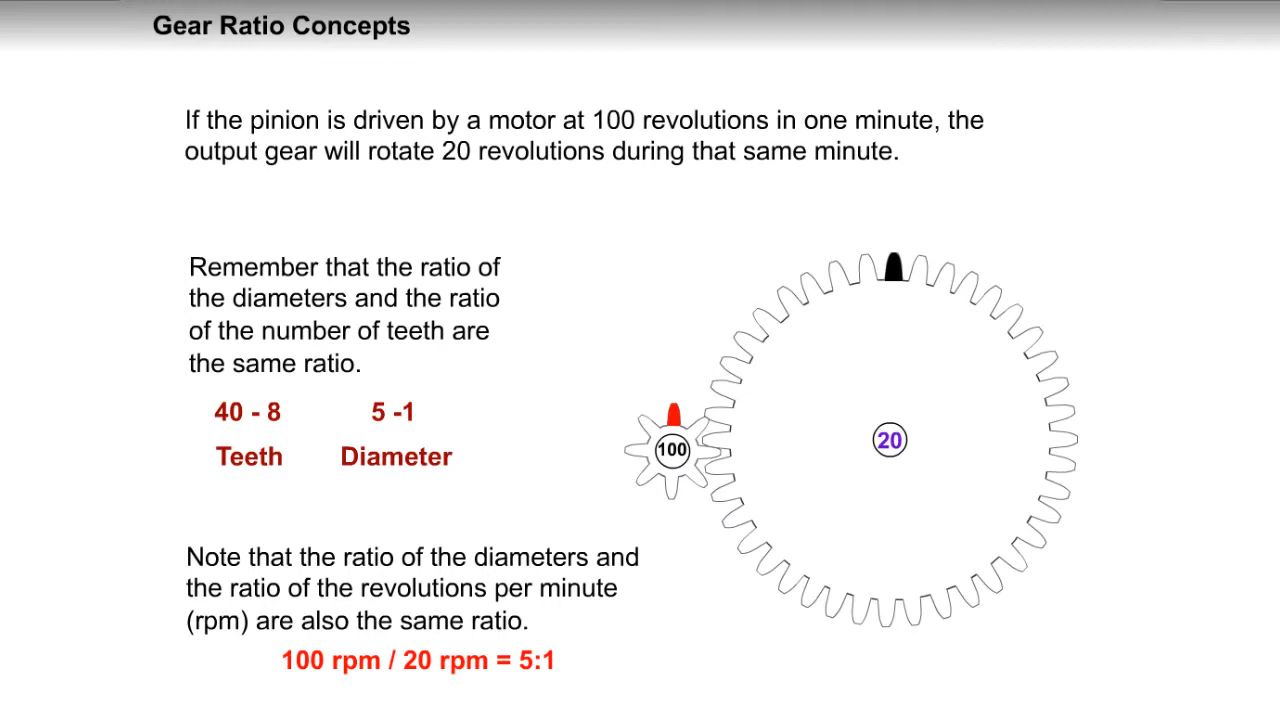 Gear Ratio Concepts
If the pinion is driven by a motor at 100 revolutions in one minute, the
output gear will rotate 20 revolutions during that same minute.
Remember that the ratio of
the diameters and the ratio
of the number of teeth are
the same ratio.
40 - 8 5 -1
Teeth Diameter
100
20
Note that the ratio of the diameters and
the ratio of the revolutions per minute
(rpm) are also the same ratio.
100 rpm / 20 rpm = 5:1